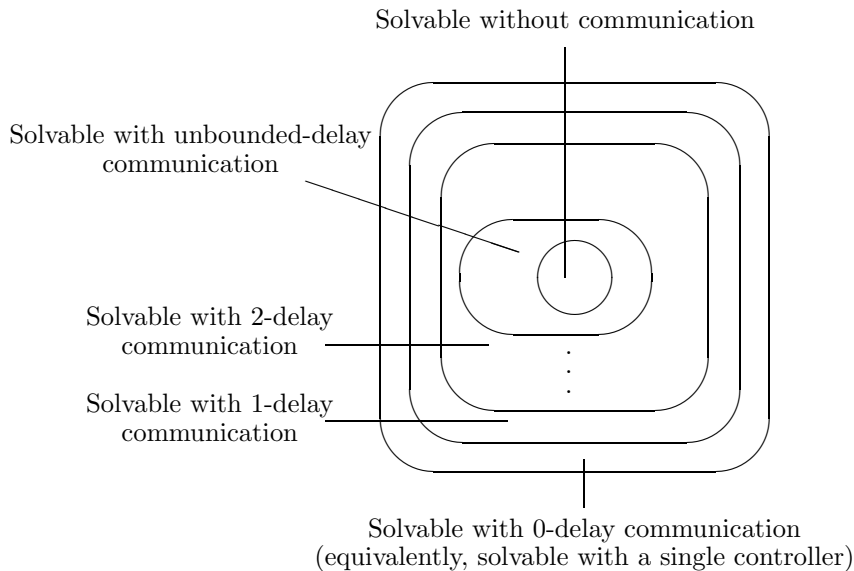 Solvable without communication
Solvable with unbounded-delay
communication
Solvable with 2-delay
communication
Solvable with 1-delay
communication
Solvable with 0-delay communication
(equivalently, solvable with a single controller)